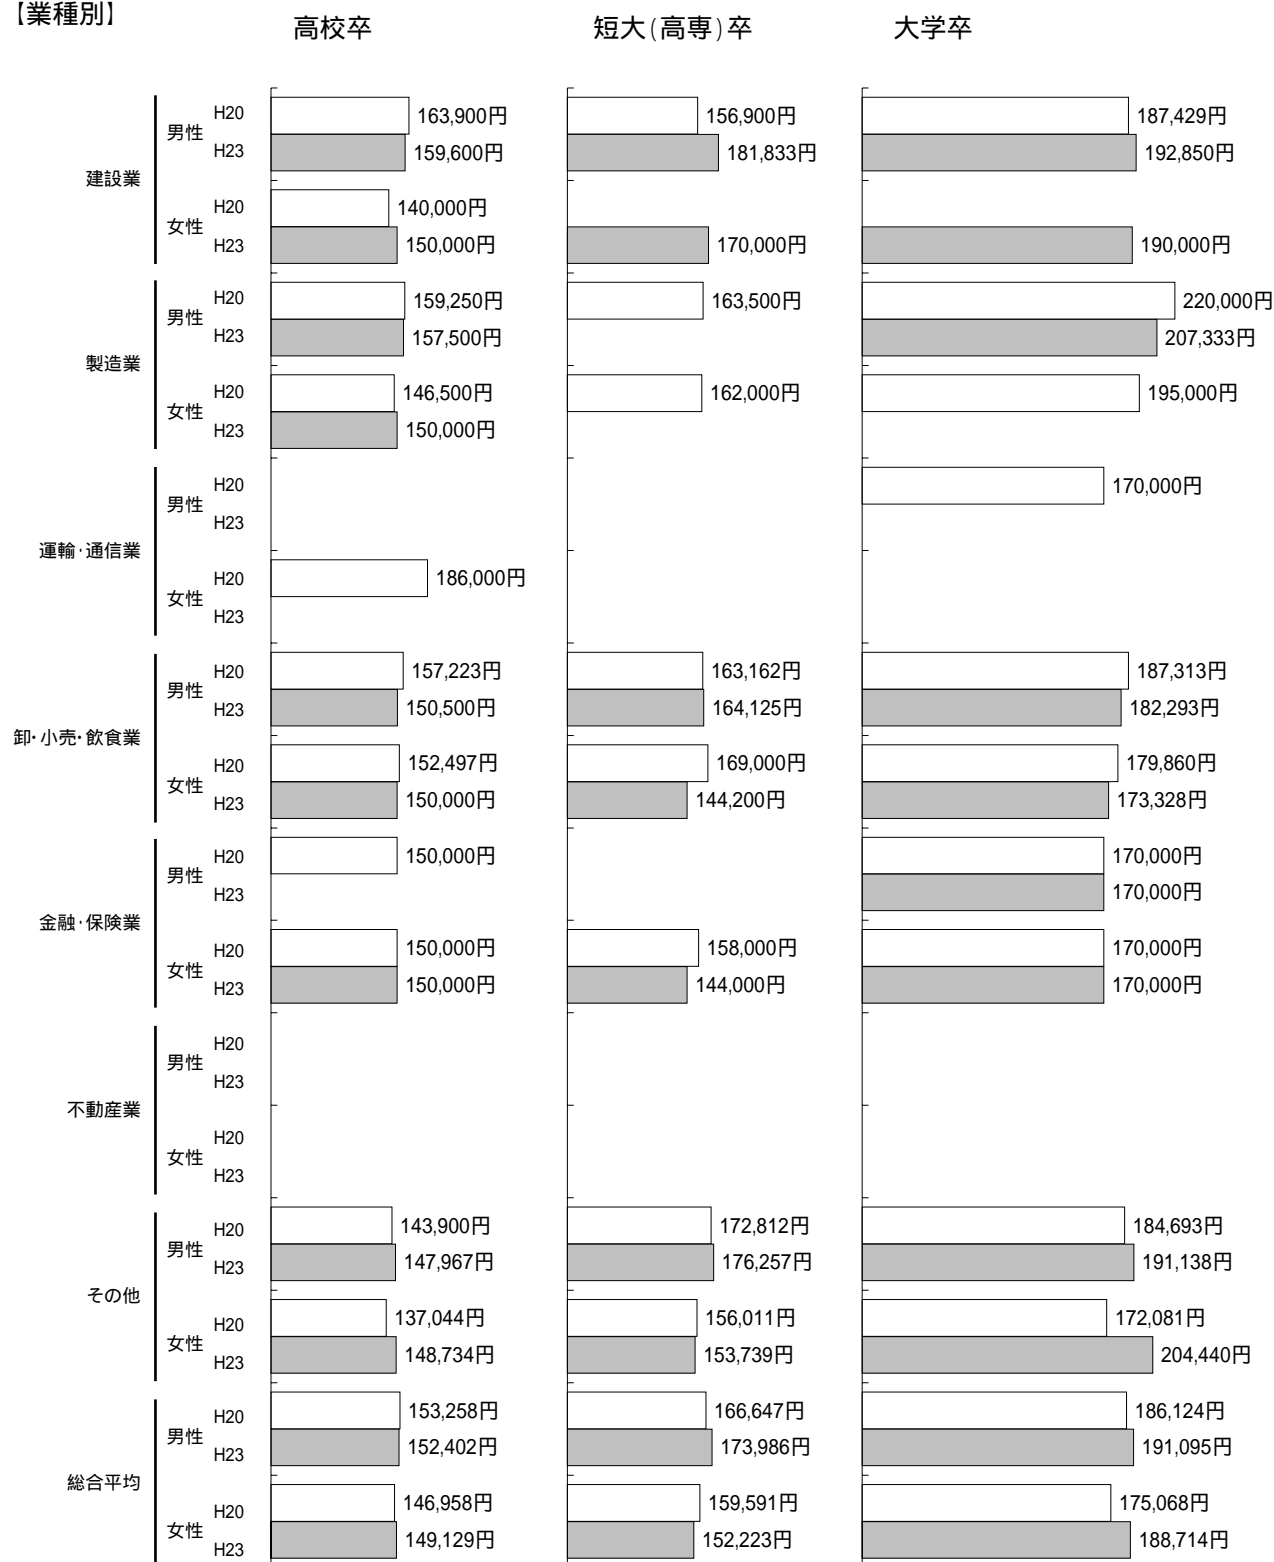 【業種別】
高校卒 短大(高専)卒 大学卒
建設業
男性
H20 163,900円 156,900円 187,429円
H23 159,600円 181,833円 192,850円
女性
H20 140,000円
H23 150,000円 170,000円 190,000円
製造業
男性
H20 159,250円 163,500円 220,000円
H23 157,500円 207,333円
女性
H20 146,500円 162,000円 195,000円
H23 150,000円
運輸・通信業
男性
H20 170,000円
H23
女性
H20 186,000円
H23
卸・小売・飲食業
男性
H20 157,223円 163,162円 187,313円
H23 150,500円 164,125円 182,293円
女性
H20 152,497円 169,000円 179,860円
H23 150,000円 144,200円 173,328円
金融・保険業
男性
H20 150,000円 170,000円
H23 170,000円
女性
H20 150,000円 158,000円 170,000円
H23 150,000円 144,000円 170,000円
不動産業
男性
H20
H23
女性
H20
H23
その他
男性
H20 143,900円 172,812円 184,693円
H23 147,967円 176,257円 191,138円
女性
H20 137,044円 156,011円 172,081円
H23 148,734円 153,739円 204,440円
総合平均
男性
H20 153,258円 166,647円 186,124円
H23 152,402円 173,986円 191,095円
女性
H20 146,958円 159,591円 175,068円
H23 149,129円 152,223円 188,714円